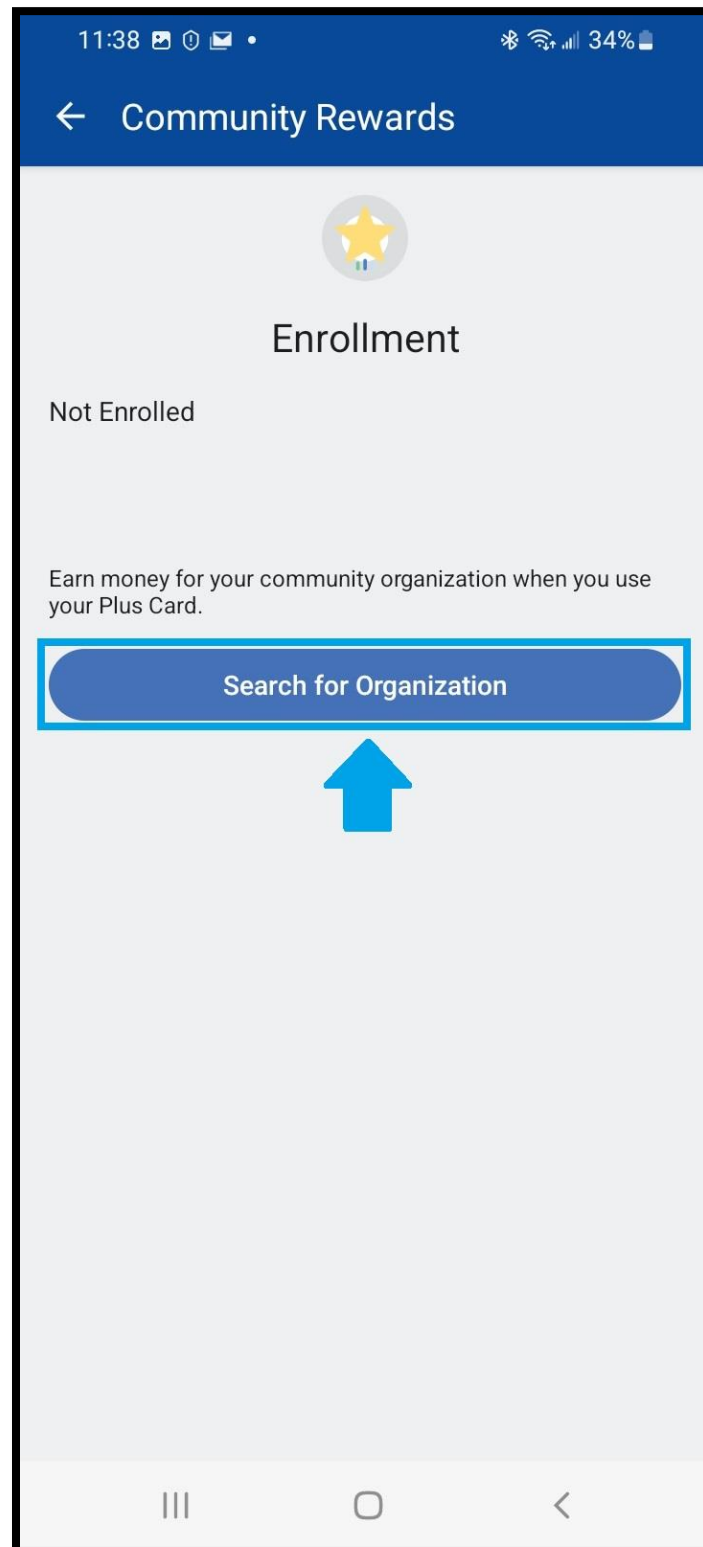 11:38 34%
Community Rewards
Enrollment
Not Enrolled
Earn money for your community organization when you use
your Plus Card.
Search for Organization